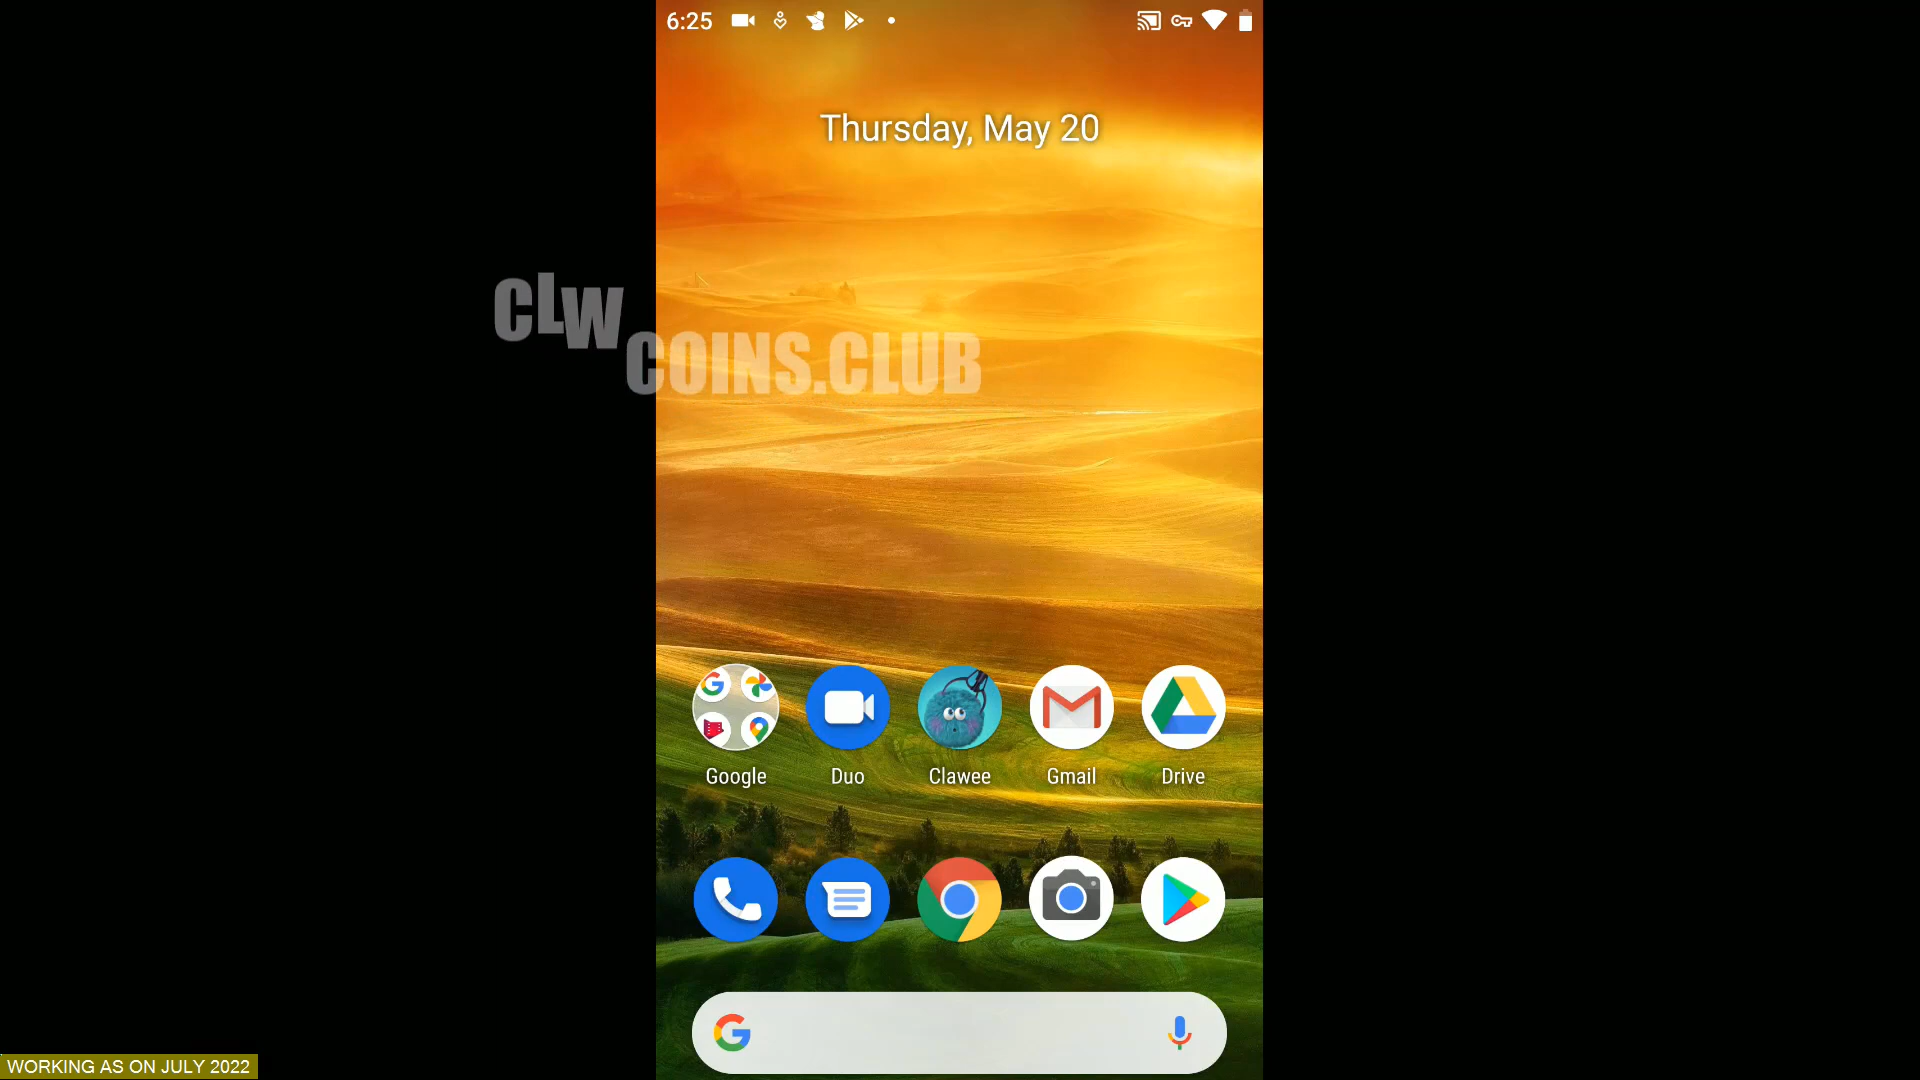 6:25
Thursday, May 20
CLW
COINS.CLUB
Google Duo Clawee Gmail Drive
WORKING AS ON JULY 2022